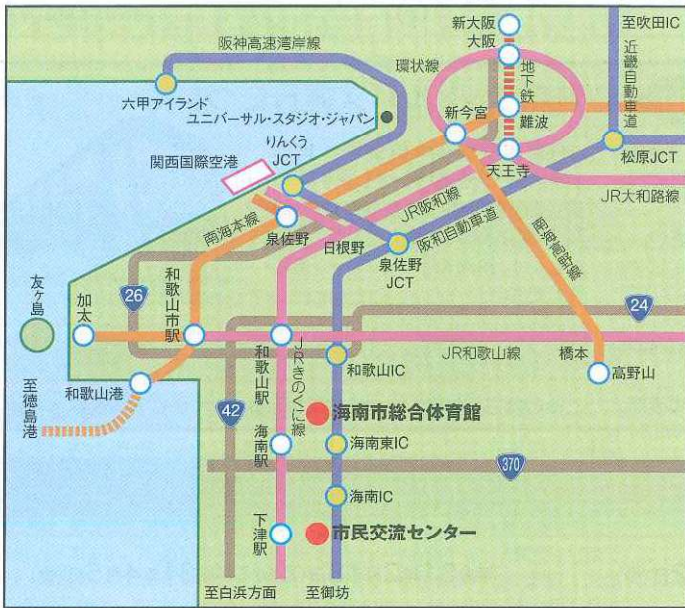 阪神高速湾岸線
新大阪
大阪
至吹田IC
近畿自動車道
環状線
地下鉄
六甲アイランド
ユニバーサル・スタジオ・ジャパン
新今宮
難波
りんくう
JCT
関西国際空港
天王寺
松原JCT
JR大和路線
JR阪和線
南海本線
泉佐野
日根野
阪和自動車道
泉佐野
JCT
南海高野線
友ヶ島
加太
26
和歌山市駅
24
和歌山駅
JRきのくに線
和歌山IC
JR和歌山線
橋本
高野山
至徳島港
和歌山港
42
海南市総合体育館
海南駅
海南東IC
370
海南IC
下津駅
市民交流センター
至白浜方面
至御坊